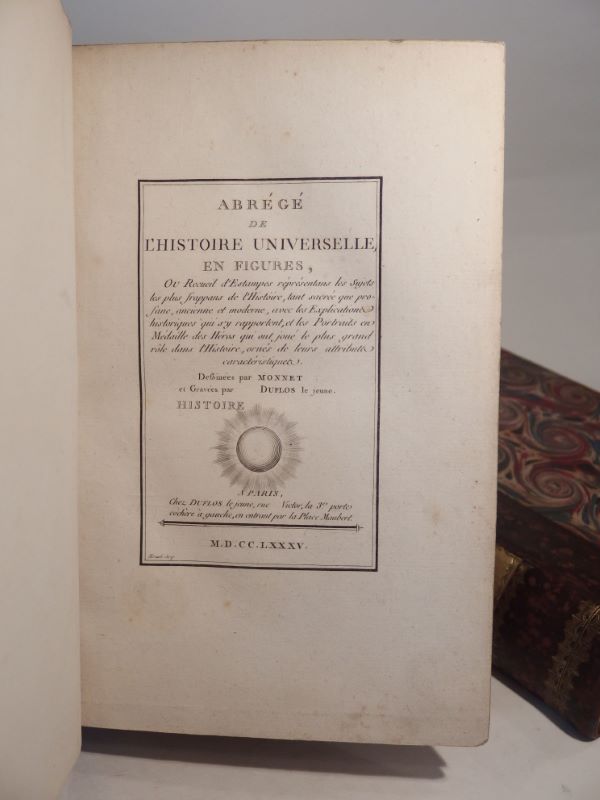 ABRÉGÉ
DE
L'HISTOIRE UNIVERSELLE,
EN FIGURES,
OU Recueil d'Estampes réprésentans les Sujets
les plus frappans de l'Histoire, tant sacrée que pro-
fane, ancienne et moderne, avec les Explications
historiques qui s'y rapportent, et les Portraits en
Médaille des Heros qui ont joué le plus grand
rôle dans l'Histoire, ornés de leurs attributs
caractéristiques.
Dessinées par MONNET
et Gravées par DUFLOS le jeune.
HISTOIRE
A PARIS,
Chez DUFLOS le jeune, rue Victor, la 3e. porte
cochère à gauche, en entrant par la Place Maubert.
M.D.CC.LXXXV.